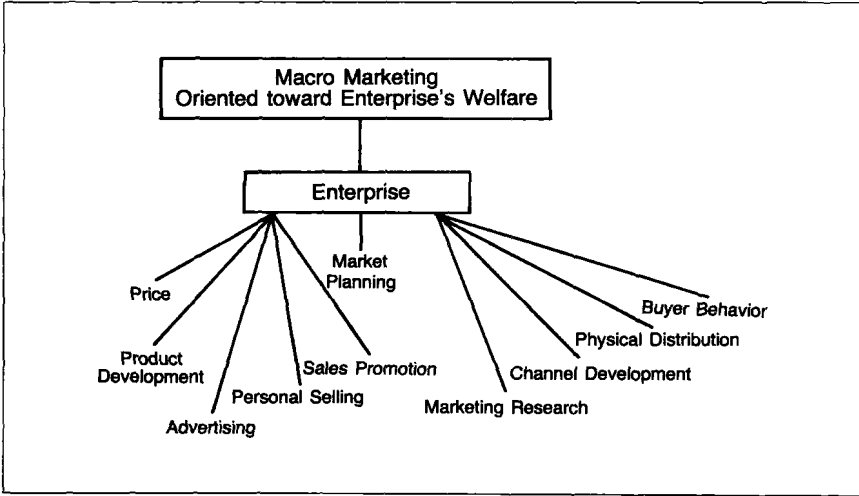 Macro Marketing
Oriented toward Enterprise's Welfare
Enterprise
Market
Planning
Price
Buyer Behavior
Physical Distribution
Product
Development
Sales Promotion
Channel Development
Personal Selling
Marketing Research
Advertising